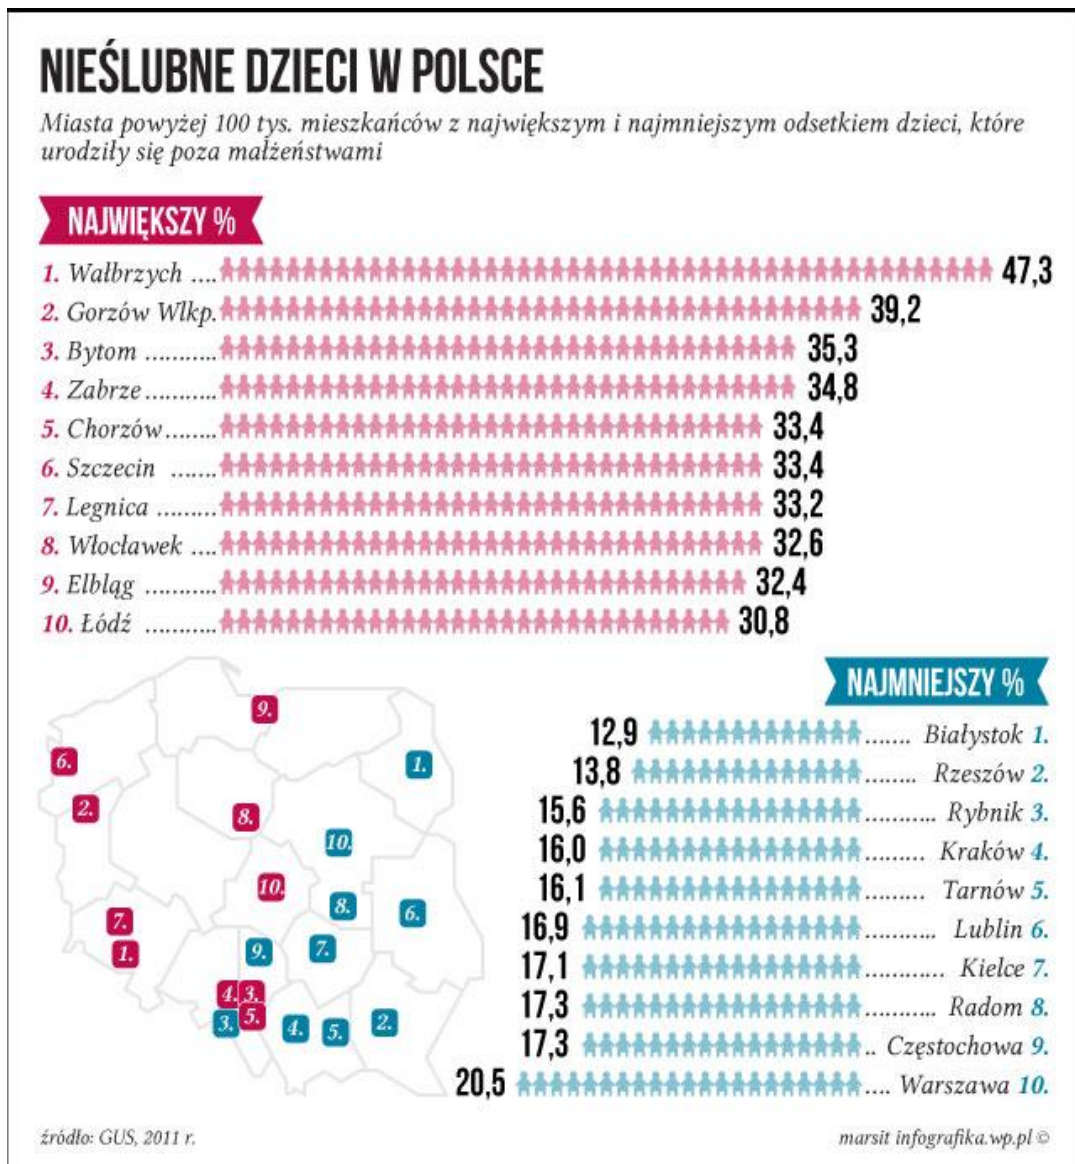 NIEŚLUBNE DZIECI W POLSCE
Miasta powyżej 100 tys. mieszkańców z największym i najmniejszym odsetkiem dzieci, które
urodziły się poza małżeństwami
NAJWIĘKSZY %
1. Wałbrzych .... 47,3
2. Gorzów Wlkp. 39,2
3. Bytom ........... 35,3
4. Zabrze........... 34,8
5. Chorzów........ 33,4
6. Szczecin ....... 33,4
7. Legnica ......... 33,2
8. Włocławek .... 32,6
9. Elbląg ........... 32,4
10. Łódź ........... 30,8
NAJMNIEJSZY %
12,9 ....... Białystok 1.
13,8 ........ Rzeszów 2.
15,6 ........... Rybnik 3.
16,0 ......... Kraków 4.
16,1 ......... Tarnów 5.
16,9 ........... Lublin 6.
17,1 ............ Kielce 7.
17,3 ........... Radom 8.
17,3 .. Częstochowa 9.
20,5 .... Warszawa 10.
9.
6.
1.
2.
8.
10.
10.
8.
6.
7.
1.
9.
7.
4. 3.
3. 5.
4.
5.
2.
źródło: GUS, 2011 r.
marsit infografika.wp.pl ©